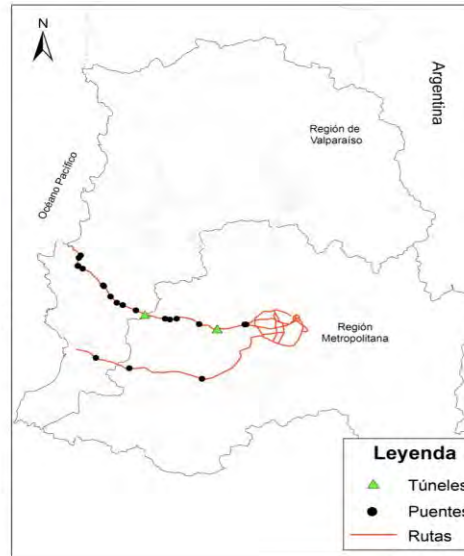 N
Argentina
Región de
Valparaíso
Océano Pacífico
Región
Metropolitana
Leyenda
Túneles
Puentes
Rutas